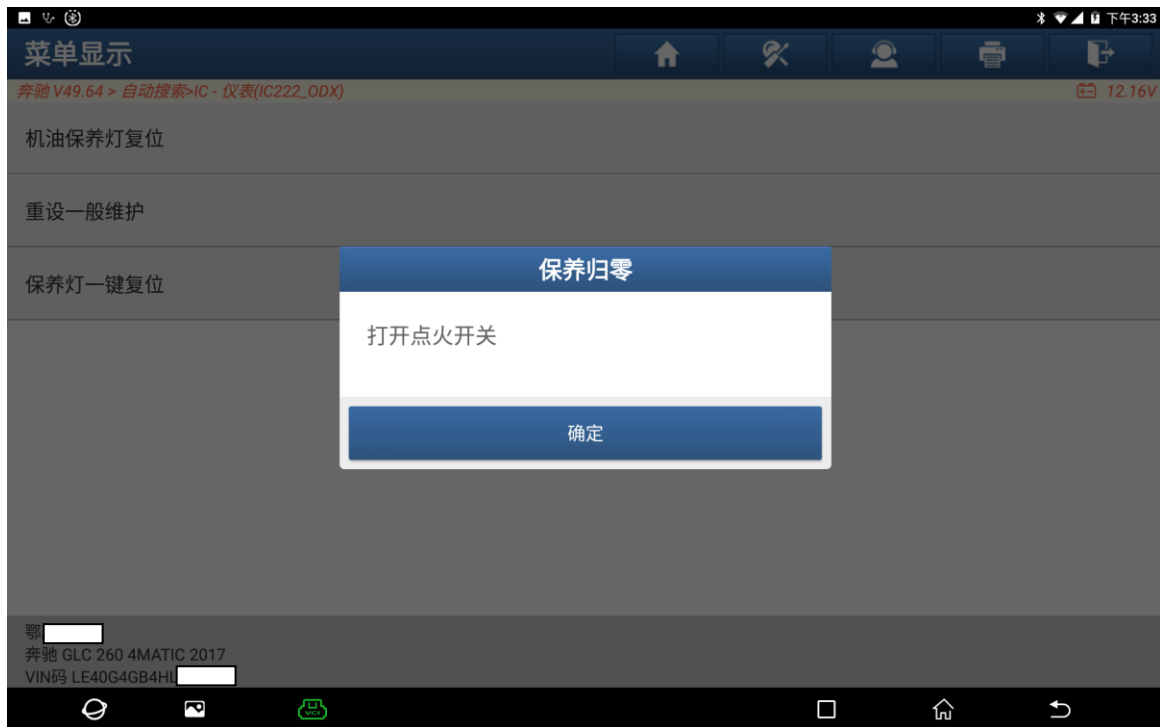 下午3:33
菜单显示
奔驰 V49.64 > 自动搜索>IC - 仪表(IC222_ODX)
12.16V
机油保养灯复位
重设一般维护
保养灯一键复位
保养归零
打开点火开关
确定
鄂
奔驰 GLC 260 4MATIC 2017
VIN码 LE40G4GB4HL
VCI